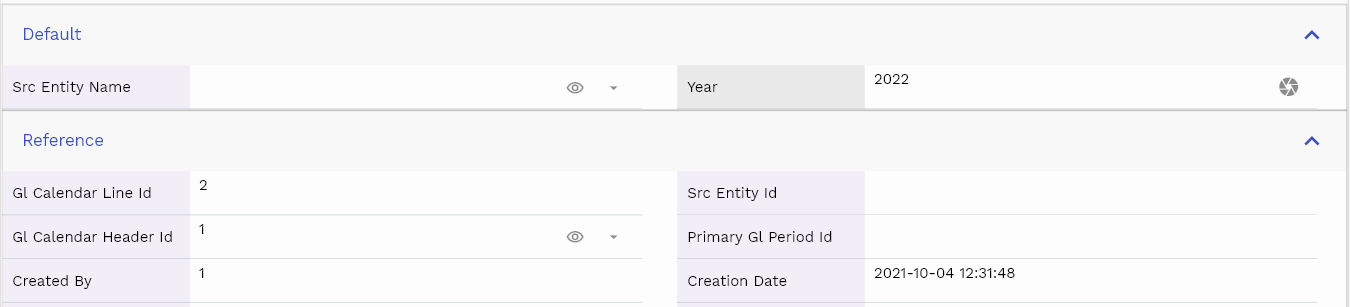 Default
Src Entity Name
Year 2022
Reference
Gl Calendar Line Id 2
Src Entity Id
Gl Calendar Header Id 1
Primary Gl Period Id
Created By 1
Creation Date 2021-10-04 12:31:48